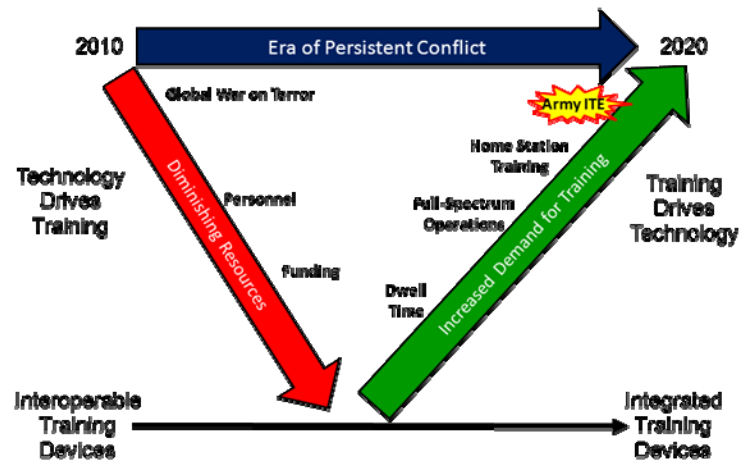 2010
Era of Persistent Conflict
2020
Global War on Terror
Army ITE
Technology
Drives
Training
Diminishing Resources
Personnel
Funding
Home Station
Training
Full-Spectrum
Operations
Dwell
Time
Increased Demand for Training
Training
Drives
Technology
Interoperable
Training
Devices
Integrated
Training
Devices